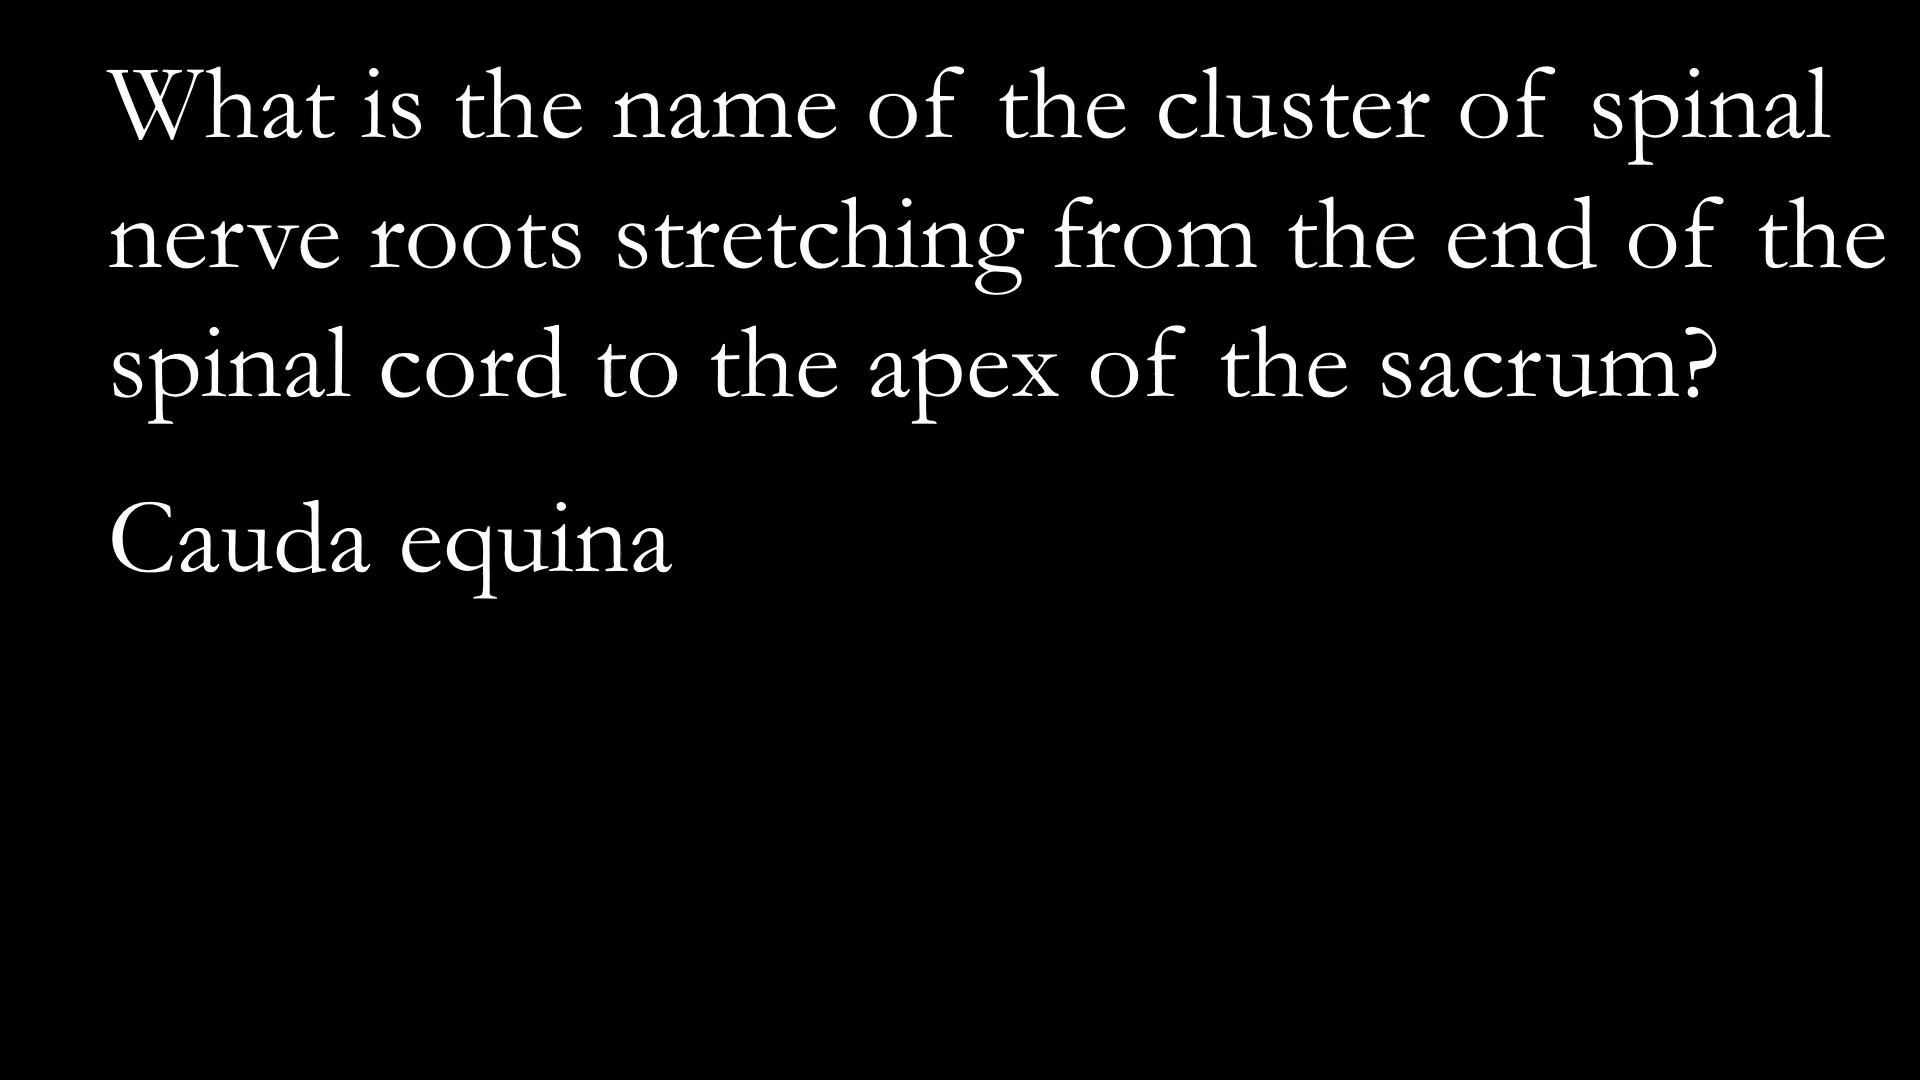 What is the name of the cluster of spinal
nerve roots stretching from the end of the
spinal cord to the apex of the sacrum?
Cauda equina